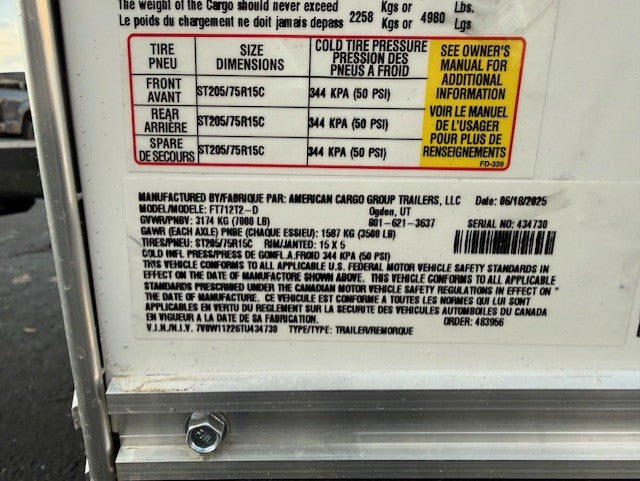 The weight of the Cargo should never exceed Kgs or Lbs.
Le poids du chargement ne doit jamais depass 2258 Kgs or 4980 Lgs
TIRE PNEU SIZE DIMENSIONS COLD TIRE PRESSURE PRESSION DES PNEUS A FROID
FRONT AVANT ST205/75R15C 344 KPA (50 PSI)
REAR ARRIÈRE ST205/75R15C 344 KPA (50 PSI)
SPARE DE SECOURS ST205/75R15C 344 KPA (50 PSI)
SEE OWNER'S
MANUAL FOR
ADDITIONAL
INFORMATION
VOIR LE MANUEL
DE L'USAGER
POUR PLUS DE
RENSEIGNEMENTS
FD-339
MANUFACTURED BY/FABRIQUE PAR: AMERICAN CARGO GROUP TRAILERS, LLC Date: 06/18/2025
MODEL/MODELE: FT712T2-D Ogden, UT
GVWR/PNBV: 3174 KG (7000 LB) 801-621-3637 SERIAL NO: 434730
GAWR (EACH AXLE) PNBE (CHAQUE ESSIEU): 1587 KG (3500 LB)
TIRES/PNEU: ST205/75R15C RIM/JANTED: 15 X 5
COLD INFL PRESS/PRESS DE GONFL.A.FROID 344 KPA (50 PSI)
THIS VEHICLE CONFORMS TO ALL APPLICABLE U.S. FEDERAL MOTOR VEHICLE SAFETY STANDARDS IN
EFFECT ON THE DATE OF MANUFACTURE SHOWN ABOVE. THIS VEHICLE CONFORMS TO ALL APPLICABLE
STANDARDS PRESCRIBED UNDER THE CANADIAN MOTOR VEHICLE SAFETY REGULATIONS IN EFFECT ON "
THE DATE OF MANUFACTURE. CE VEHICULE EST CONFORME A TOUTES LES NORMES QUI LUI SONT
APPLICABLES EN VERTU DU REGLEMENT SUR LA SECURITE DES VEHICULES AUTOMOBILES DU CANADA
EN VIGUEUR A LA DATE DE SA FABRICATION. ORDER: 483956
V.I.N./N.I.V. 7V0W11226TU434730 TYPE/TYPE: TRAILER/REMORQUE